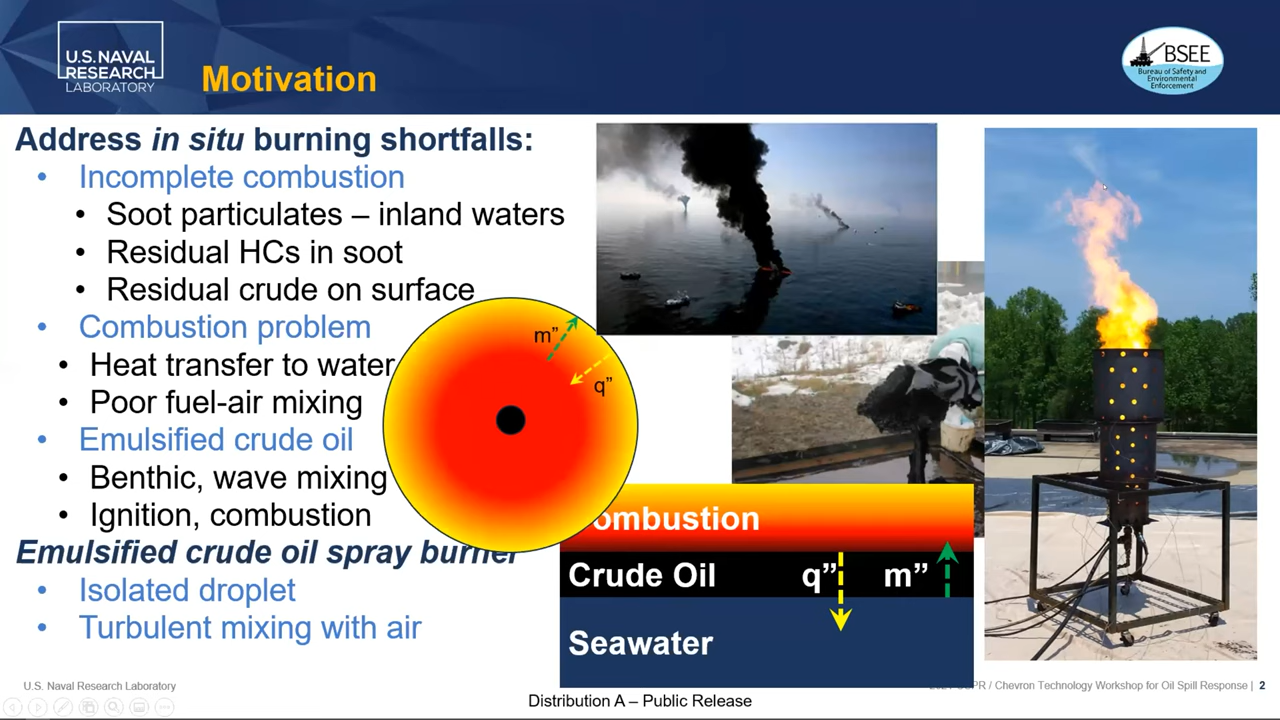 U.S. NAVAL
RESEARCH
LABORATORY
Motivation
BSEE
Bureau of Safety and
Environmental
Enforcement
Address in situ burning shortfalls:
• Incomplete combustion
• Soot particulates – inland waters
• Residual HCs in soot
• Residual crude on surface
• Combustion problem
• Heat transfer to water
• Poor fuel-air mixing
• Emulsified crude oil
• Benthic, wave mixing
• Ignition, combustion
Emulsified crude oil spray burner
• Isolated droplet
• Turbulent mixing with air
m”
q”
ombustion
Crude Oil q” m”
Seawater
U.S. Naval Research Laboratory
/ Chevron Technology Workshop for Oil Spill Response | 2
Distribution A – Public Release